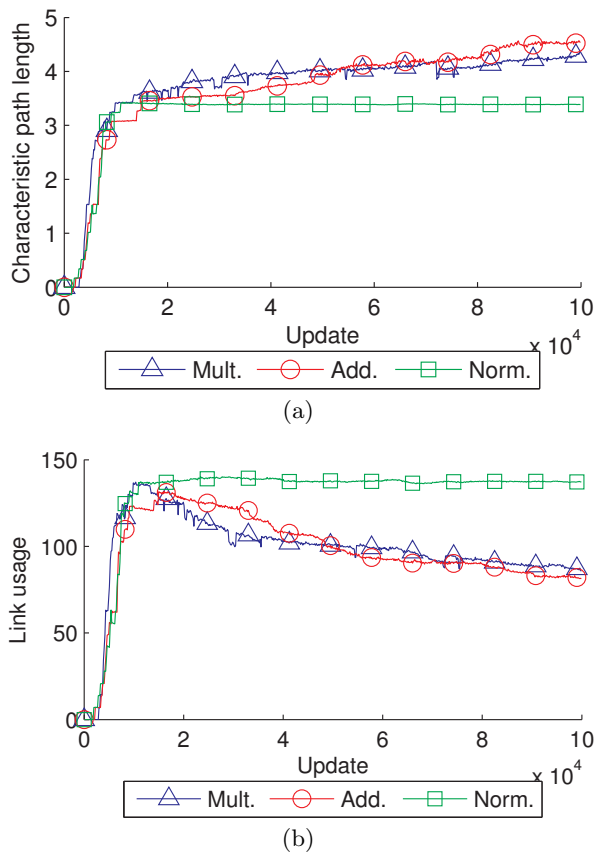 5
4
3
2
1
0
Characteristic path length
0 2 4 6 8 10
Update
x 10^4
Mult. Add. Norm.
(a)
150
100
50
0
Link usage
0 2 4 6 8 10
Update
x 10^4
Mult. Add. Norm.
(b)